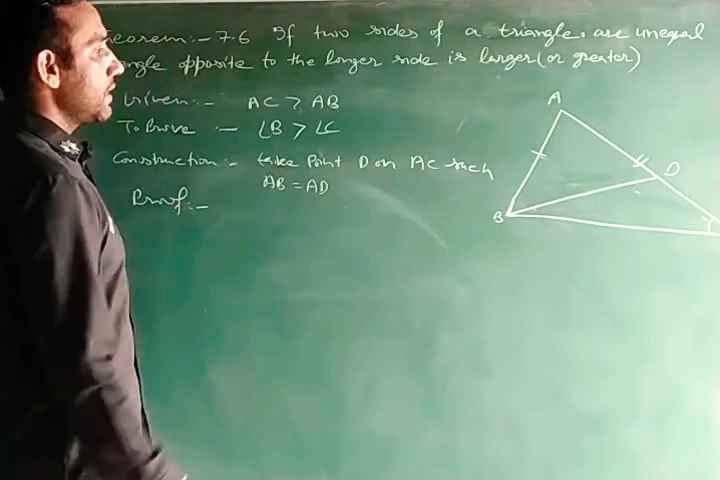 eorem:- 7.6 If two sides of a triangle, are unequal
angle opposite to the longer side is larger (or greater)
Given:- AC > AB
To Prove :- ∠B > ∠C
Construction:- take Point D on AC such
AB = AD
Proof:-
A
D
B